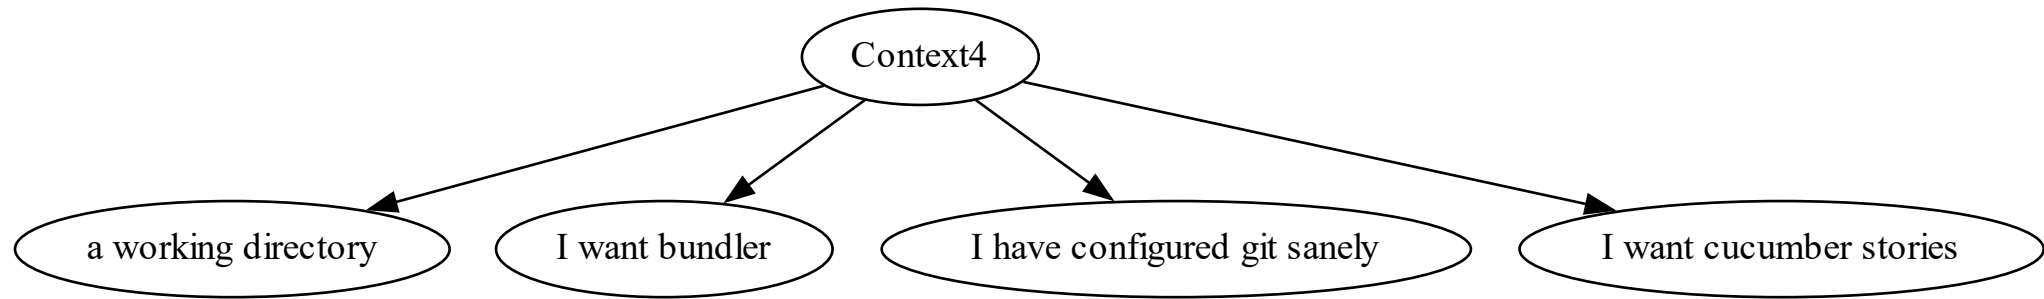 Context4
a working directory
I want bundler
I have configured git sanely
I want cucumber stories